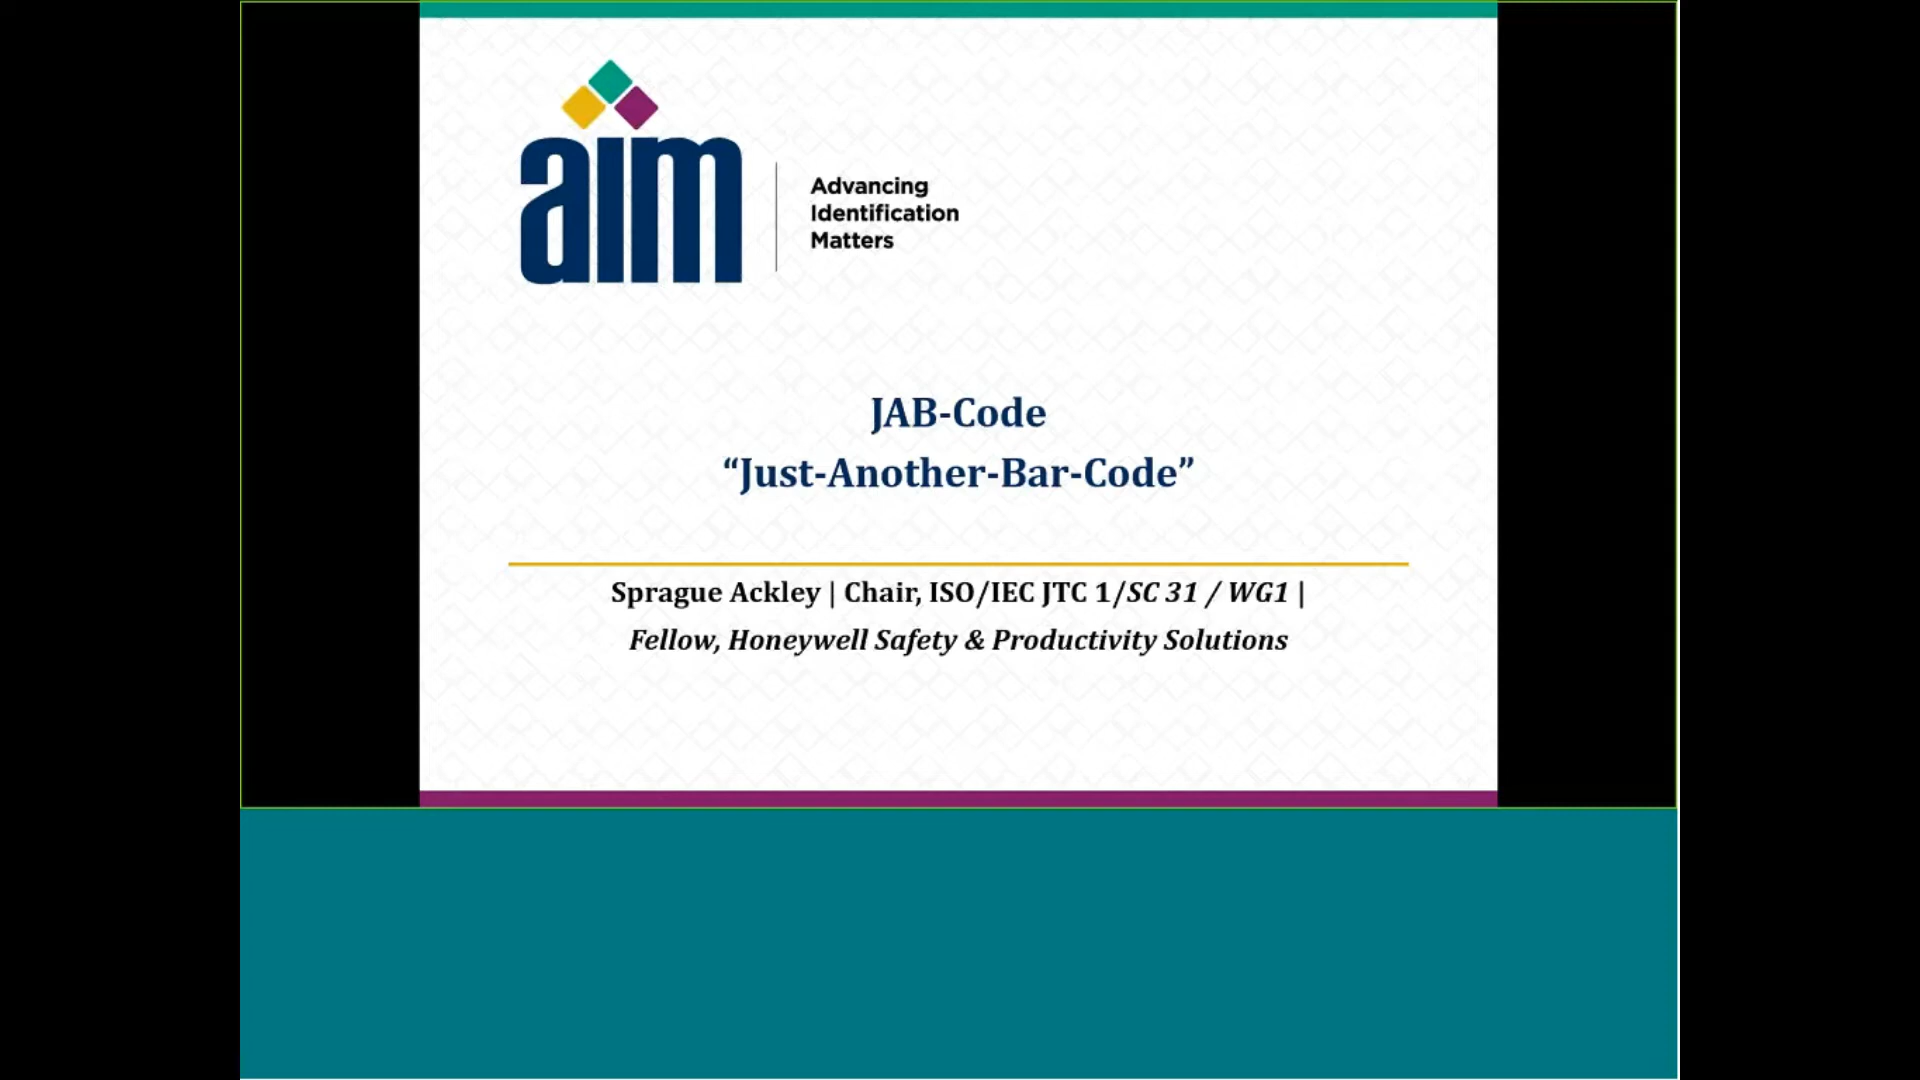 aim
Advancing
Identification
Matters
JAB-Code
“Just-Another-Bar-Code”
Sprague Ackley | Chair, ISO/IEC JTC 1/SC 31 / WG1 |
Fellow, Honeywell Safety & Productivity Solutions